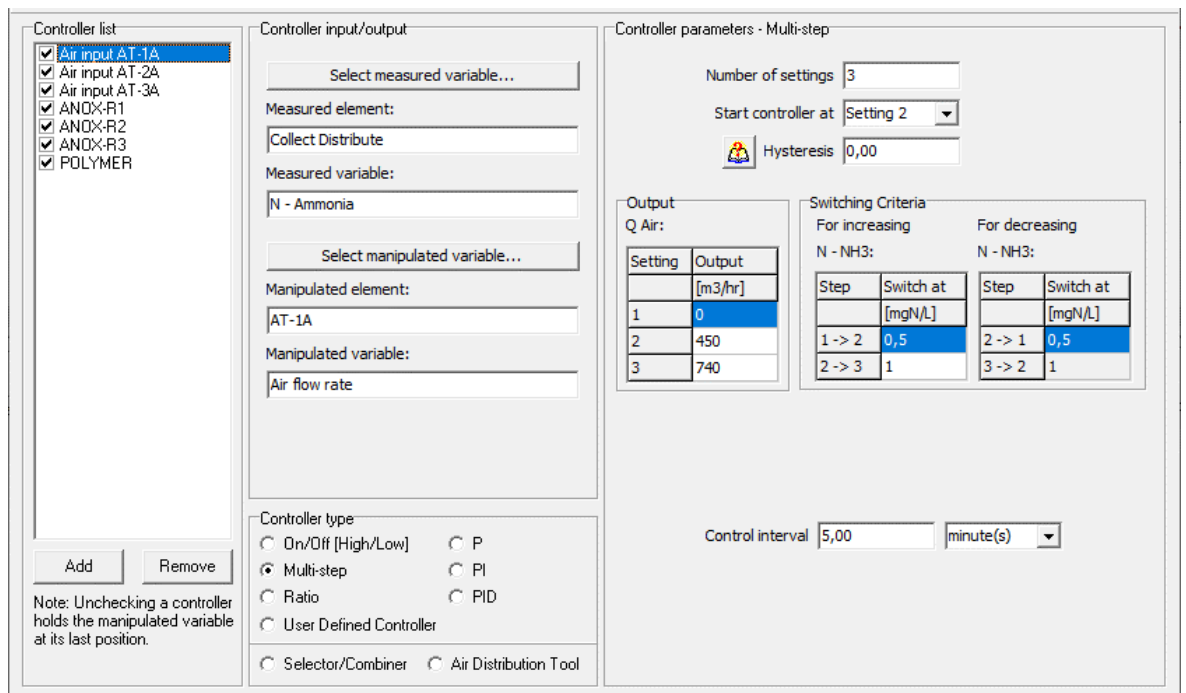 Controller list
Air input AT-1A
Air input AT-2A
Air input AT-3A
ANOX-R1
ANOX-R2
ANOX-R3
POLYMER
Add Remove
Note: Unchecking a controller
holds the manipulated variable
at its last position.
Controller input/output
Select measured variable...
Measured element:
Collect Distribute
Measured variable:
N - Ammonia
Select manipulated variable...
Manipulated element:
AT-1A
Manipulated variable:
Air flow rate
Controller type
On/Off [High/Low] P
Multi-step PI
Ratio PID
User Defined Controller
Selector/Combiner Air Distribution Tool
Controller parameters - Multi-step
Number of settings 3
Start controller at Setting 2
Hysteresis 0,00
Output
Q Air:
Setting Output
[m3/hr]
1 0
2 450
3 740
Switching Criteria
For increasing
N - NH3:
Step Switch at
[mgN/L]
1 -> 2 0,5
2 -> 3 1
For decreasing
N - NH3:
Step Switch at
[mgN/L]
2 -> 1 0,5
3 -> 2 1
Control interval 5,00 minute(s)